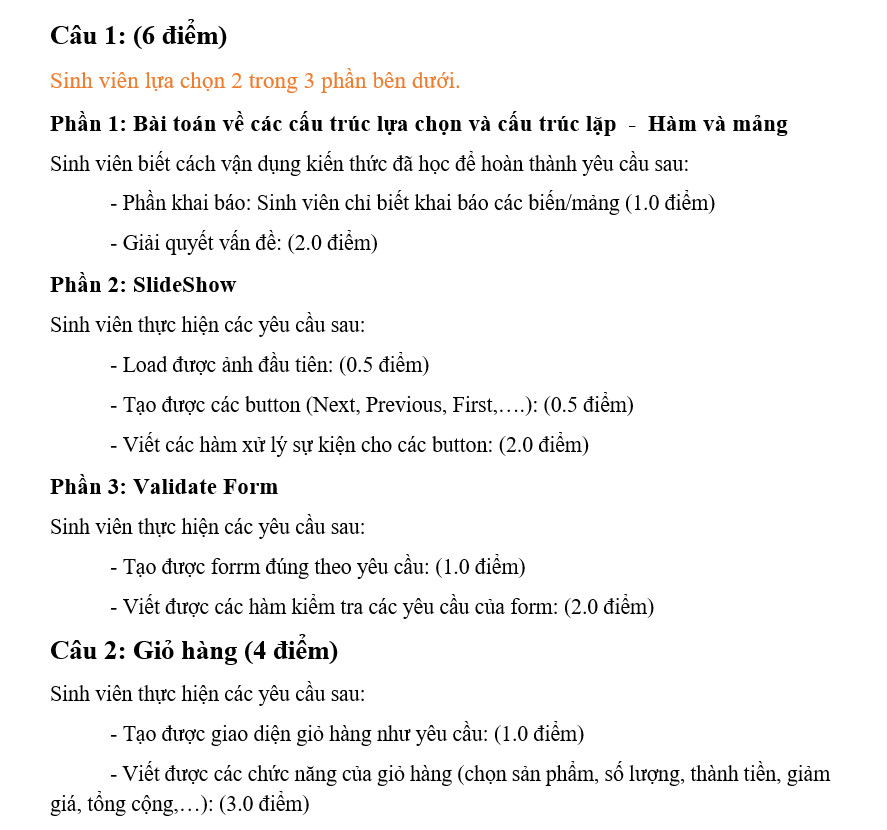 Câu 1: (6 điểm)
Sinh viên lựa chọn 2 trong 3 phần bên dưới.
Phần 1: Bài toán về các cấu trúc lựa chọn và cấu trúc lặp - Hàm và mảng
Sinh viên biết cách vận dụng kiến thức đã học để hoàn thành yêu cầu sau:
- Phần khai báo: Sinh viên chỉ biết khai báo các biến/mảng (1.0 điểm)
- Giải quyết vấn đề: (2.0 điểm)
Phần 2: SlideShow
Sinh viên thực hiện các yêu cầu sau:
- Load được ảnh đầu tiên: (0.5 điểm)
- Tạo được các button (Next, Previous, First,….): (0.5 điểm)
- Viết các hàm xử lý sự kiện cho các button: (2.0 điểm)
Phần 3: Validate Form
Sinh viên thực hiện các yêu cầu sau:
- Tạo được forrm đúng theo yêu cầu: (1.0 điểm)
- Viết được các hàm kiểm tra các yêu cầu của form: (2.0 điểm)
Câu 2: Giỏ hàng (4 điểm)
Sinh viên thực hiện các yêu cầu sau:
- Tạo được giao diện giỏ hàng như yêu cầu: (1.0 điểm)
- Viết được các chức năng của giỏ hàng (chọn sản phẩm, số lượng, thành tiền, giảm
giá, tổng cộng,…): (3.0 điểm)